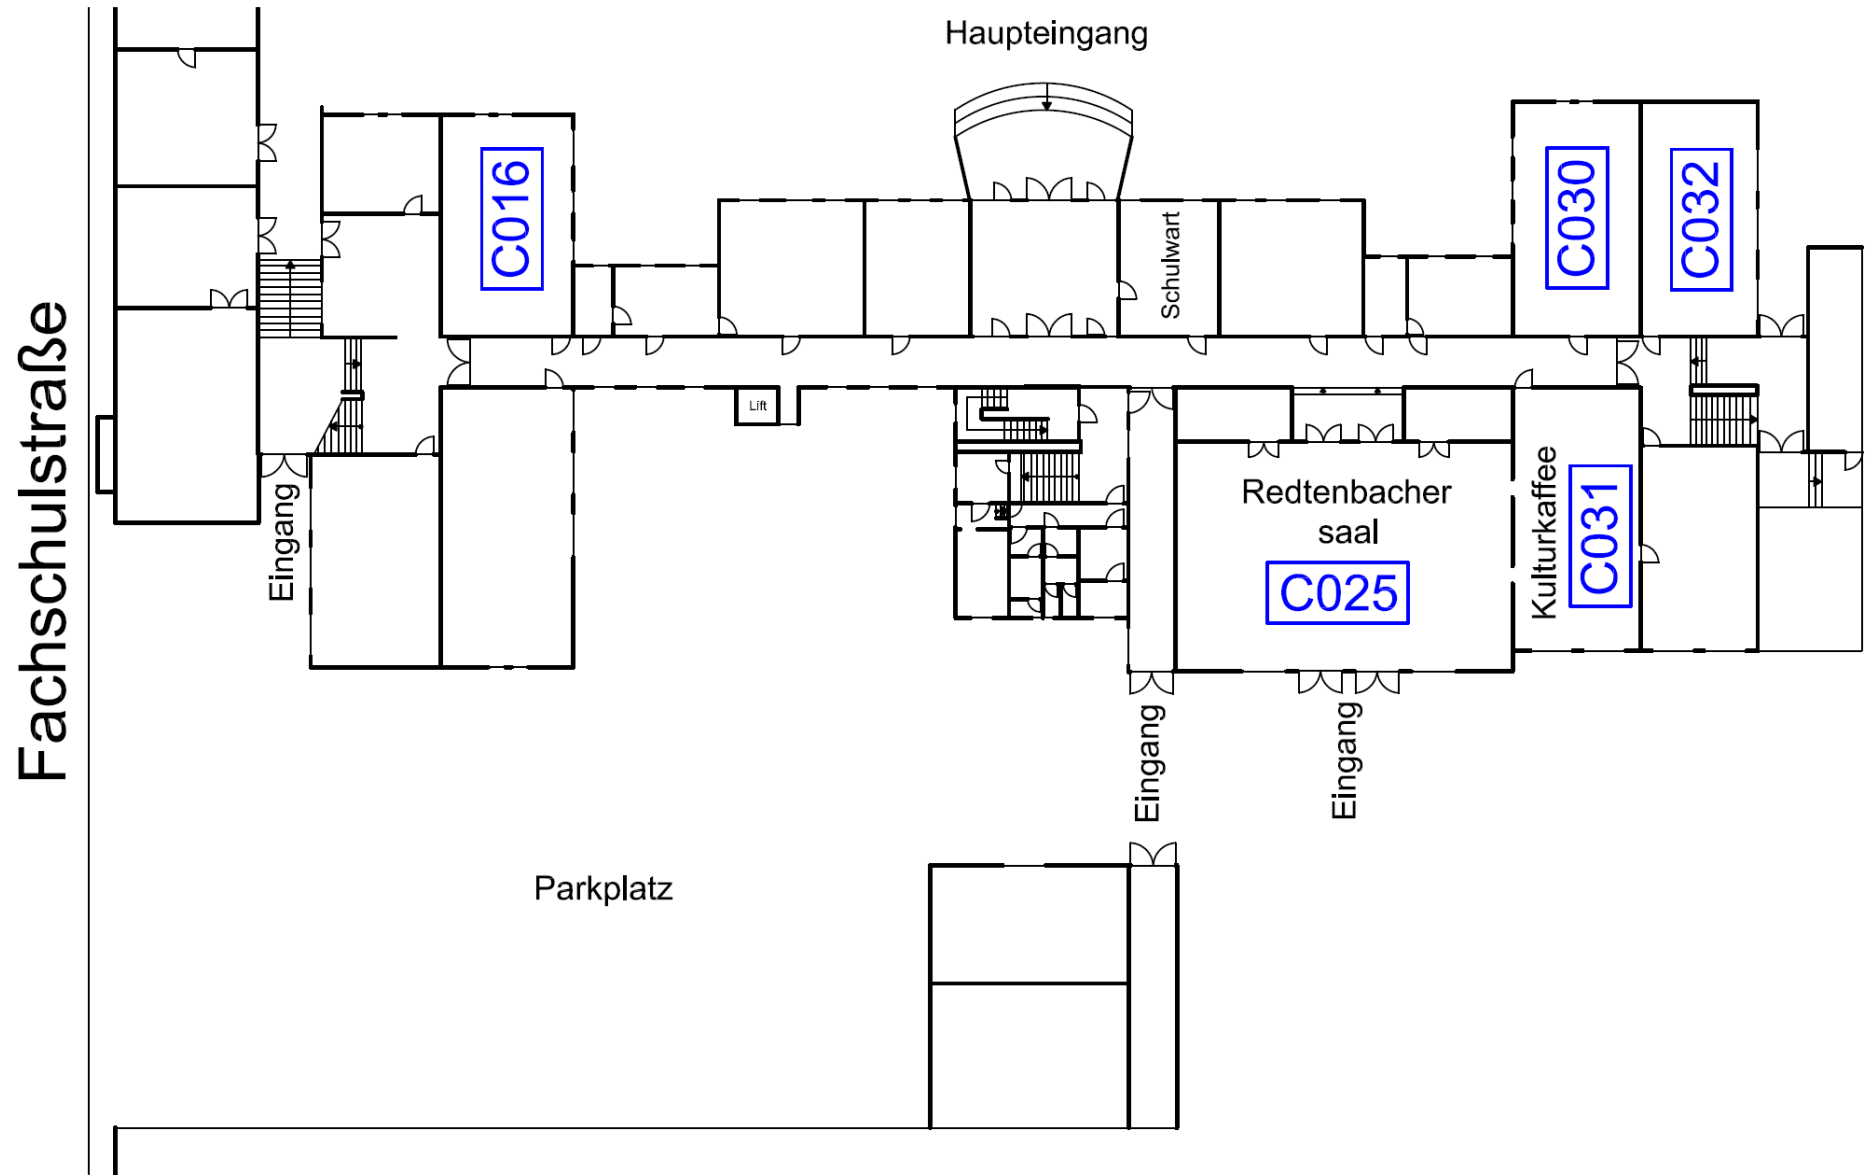 Haupteingang
C016
C030
C032
Schulwart
Fachschulstraße
Lift
Eingang
Redtenbacher
saal
C025
Kulturkaffee
C031
Eingang
Eingang
Parkplatz